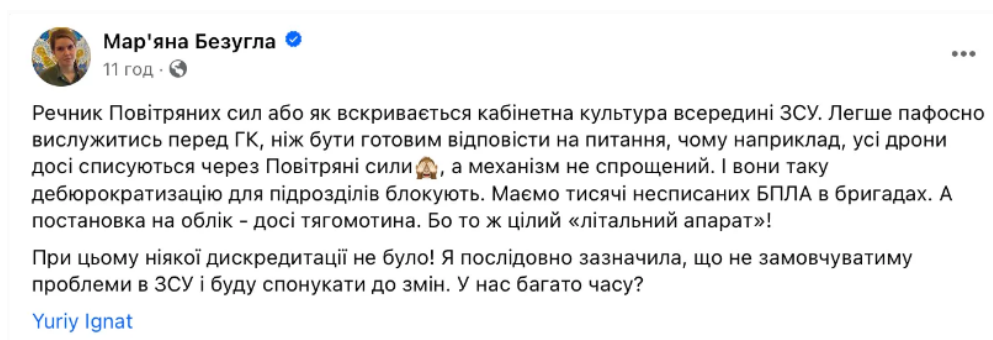 Мар'яна Безугла
11 год ·
Речник Повітряних сил або як вскривається кабінетна культура всередині ЗСУ. Легше пафосно
вислужитись перед ГК, ніж бути готовим відповісти на питання, чому наприклад, усі дрони
досі списуються через Повітряні сили🙈, а механізм не спрощений. І вони таку
дебюрократизацію для підрозділів блокують. Маємо тисячі несписаних БПЛА в бригадах. А
постановка на облік - досі тягомотина. Бо то ж цілий «літальний апарат»!
При цьому ніякої дискредитації не було! Я послідовно зазначила, що не замовчуватиму
проблеми в ЗСУ і буду спонукати до змін. У нас багато часу?
Yuriy Ignat